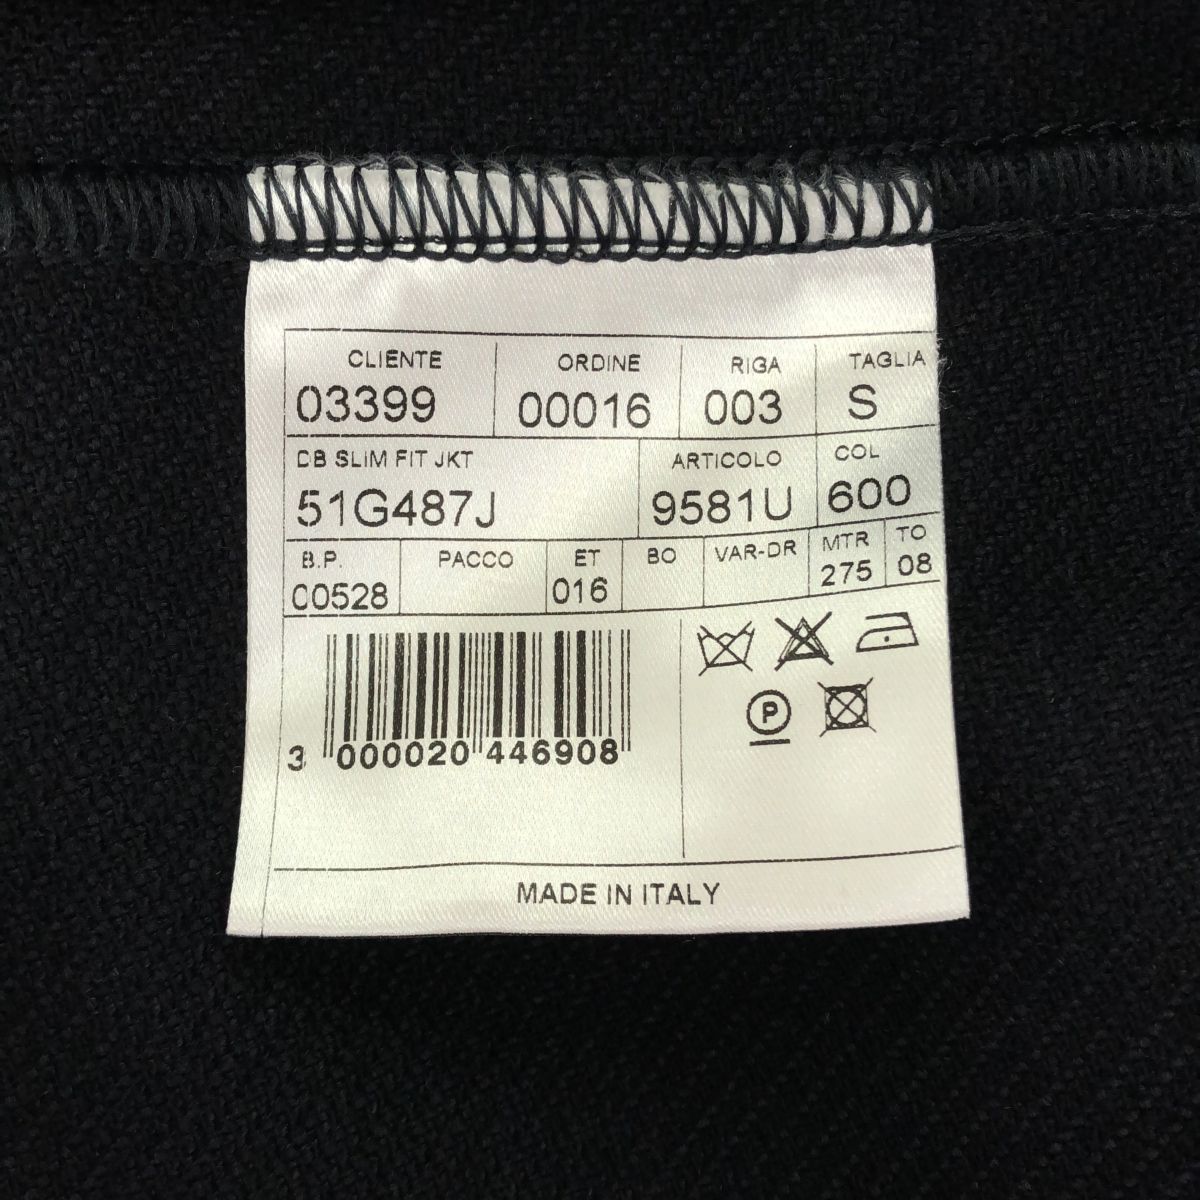 CLIENTE ORDINE RIGA TAGLIA
03399 00016 003 S
DB SLIM FIT JKT ARTICOLO COL
51G487J 9581U 600
B.P. PACCO ET BO VAR-DR MTR TO
00528 016 275 08
P
3 000020 446908
MADE IN ITALY